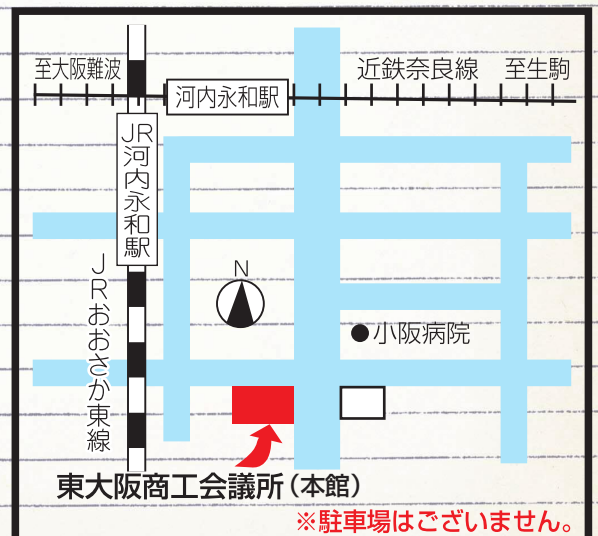 至大阪難波
河内永和駅
近鉄奈良線
至生駒
JR河内永和駅
JRおおさか東線
N
小阪病院
東大阪商工会議所（本館）
※駐車場はございません。